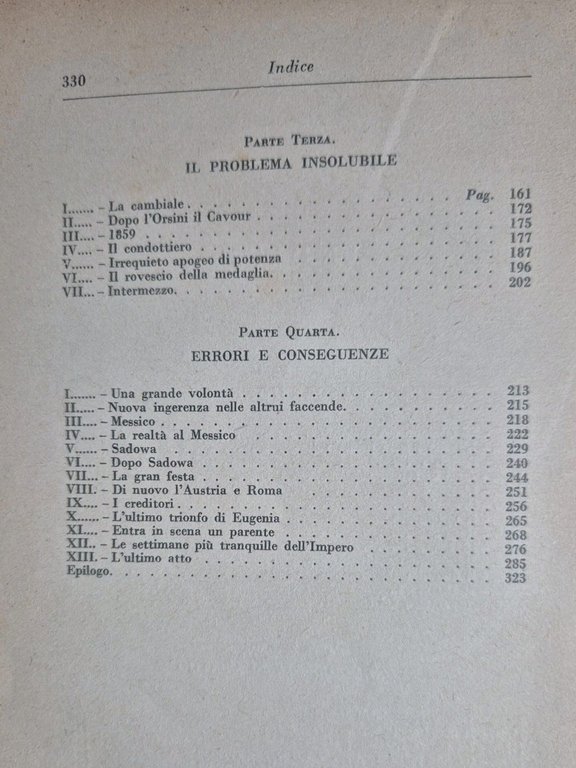 330 Indice
Parte Terza.
IL PROBLEMA INSOLUBILE
I....... – La cambiale . . . . . . . . . . . . . . . . . Pag. 161
II..... – Dopo l'Orsini il Cavour . . . . . . . . . . . . . . . 172
III.... – 1859 . . . . . . . . . . . . . . . . . . . . 175
IV.... – Il condottiero . . . . . . . . . . . . . . . . . 177
V...... – Irrequieto apogeo di potenza . . . . . . . . . . . . . 187
VI.... – Il rovescio della medaglia. . . . . . . . . . . . . . 196
VII... – Intermezzo. . . . . . . . . . . . . . . . . . 202
Parte Quarta.
ERRORI E CONSEGUENZE
I....... – Una grande volontà . . . . . . . . . . . . . . . 213
II..... – Nuova ingerenza nelle altrui faccende. . . . . . . . . . 215
III.... – Messico . . . . . . . . . . . . . . . . . . . 218
IV.... – La realtà al Messico . . . . . . . . . . . . . . . 222
V...... – Sadowa . . . . . . . . . . . . . . . . . . . 229
VI.... – Dopo Sadowa . . . . . . . . . . . . . . . . . 240
VII... – La gran festa . . . . . . . . . . . . . . . . . 244
VIII. – Di nuovo l'Austria e Roma . . . . . . . . . . . . . 251
IX.... – I creditori . . . . . . . . . . . . . . . . . . 256
X...... – L'ultimo trionfo di Eugenia . . . . . . . . . . . . . 265
XI.... – Entra in scena un parente . . . . . . . . . . . . . 268
XII.. – Le settimane più tranquille dell'Impero . . . . . . . . . 276
XIII. – L'ultimo atto . . . . . . . . . . . . . . . . . 285
Epilogo. . . . . . . . . . . . . . . . . . . . . . 323